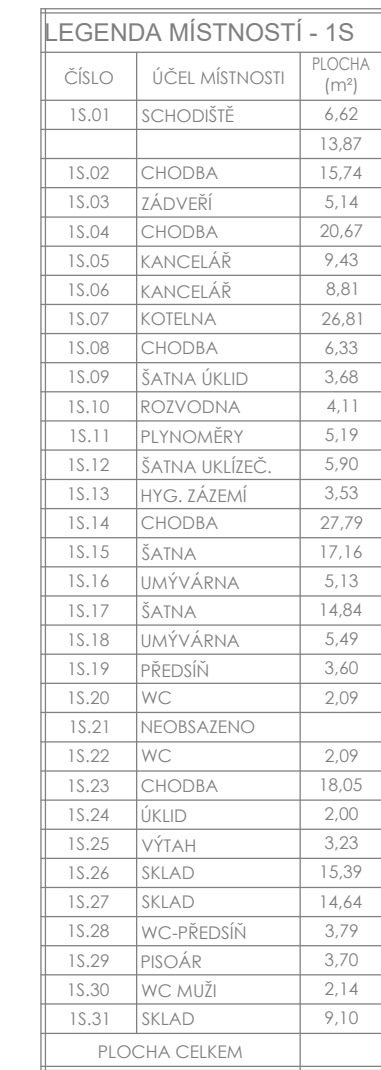 LEGENDA MÍSTNOSTÍ - 1S
ČÍSLO ÚČEL MÍSTNOSTI PLOCHA (m²)
1S.01 SCHODIŠTĚ 6,62
13,87
1S.02 CHODBA 15,74
1S.03 ZÁDVEŘÍ 5,14
1S.04 CHODBA 20,67
1S.05 KANCELÁŘ 9,43
1S.06 KANCELÁŘ 8,81
1S.07 KOTELNA 26,81
1S.08 CHODBA 6,33
1S.09 ŠATNA ÚKLID 3,68
1S.10 ROZVODNA 4,11
1S.11 PLYNOMĚRY 5,19
1S.12 ŠATNA UKLÍZEČ. 5,90
1S.13 HYG. ZÁZEMÍ 3,53
1S.14 CHODBA 27,79
1S.15 ŠATNA 17,16
1S.16 UMÝVÁRNA 5,13
1S.17 ŠATNA 14,84
1S.18 UMÝVÁRNA 5,49
1S.19 PŘEDSÍŇ 3,60
1S.20 WC 2,09
1S.21 NEOBSAZENO
1S.22 WC 2,09
1S.23 CHODBA 18,05
1S.24 ÚKLID 2,00
1S.25 VÝTAH 3,23
1S.26 SKLAD 15,39
1S.27 SKLAD 14,64
1S.28 WC-PŘEDSÍŇ 3,79
1S.29 PISOÁR 3,70
1S.30 WC MUŽI 2,14
1S.31 SKLAD 9,10
PLOCHA CELKEM